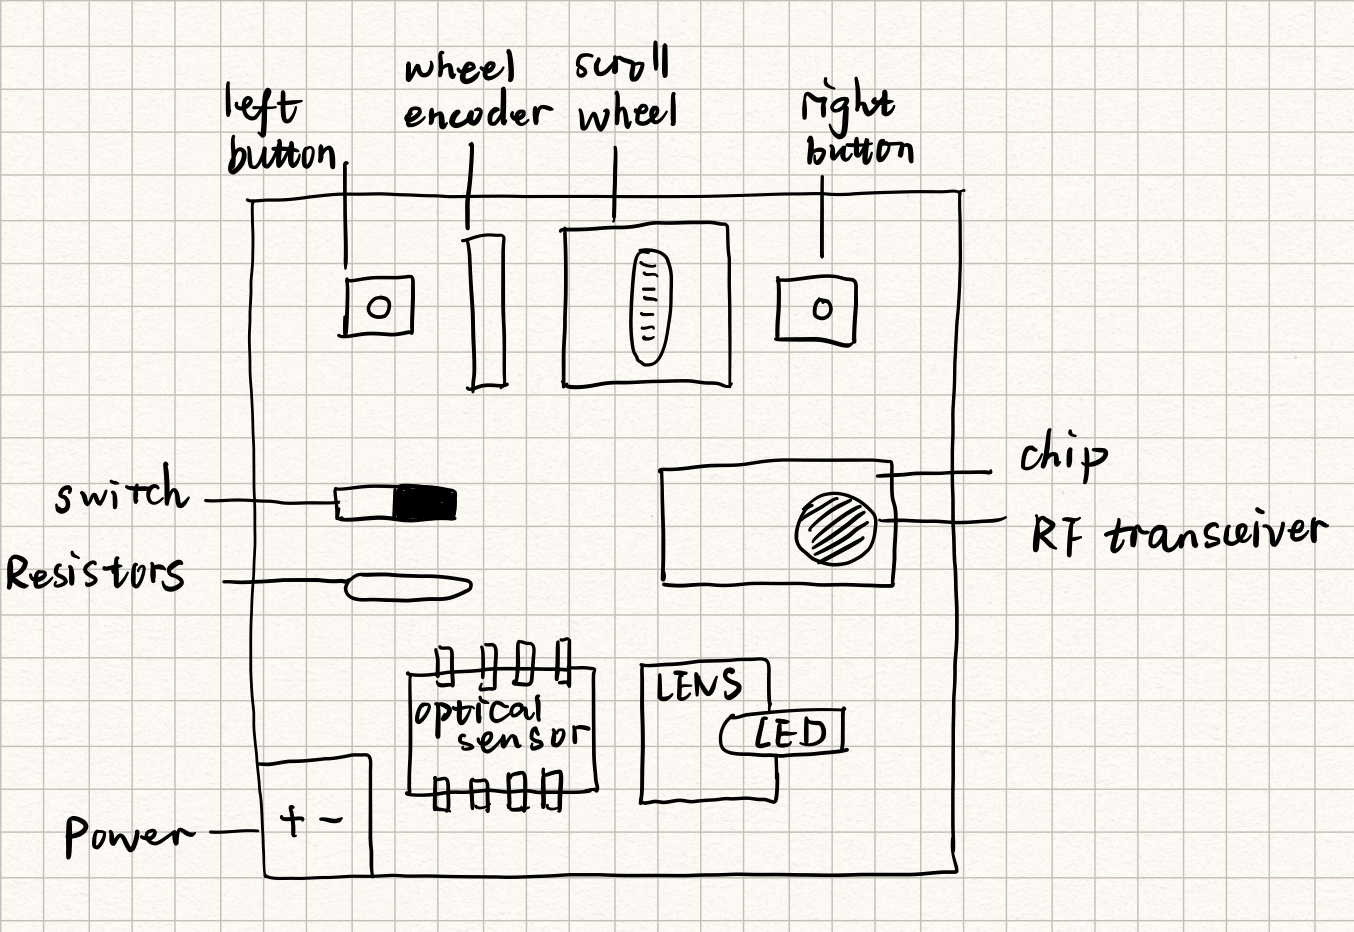 left
button
wheel
encoder
scroll
wheel
right
button
switch
Resistors
chip
RF transceiver
optical
sensor
LENS
LED
Power
+ -